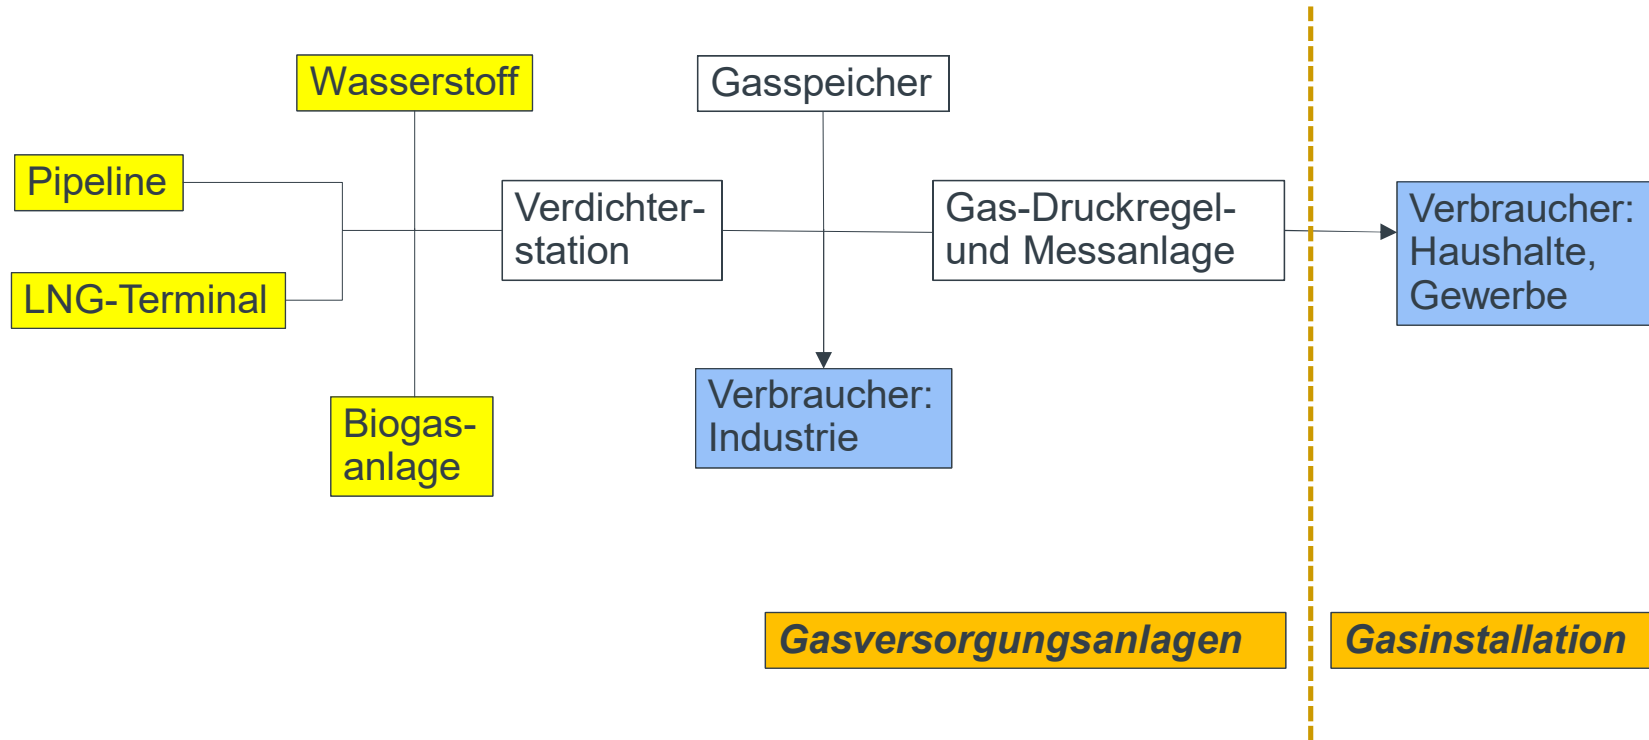 Wasserstoff
Gasspeicher
Pipeline
LNG-Terminal
Verdichter-
station
Gas-Druckregel-
und Messanlage
Verbraucher:
Haushalte,
Gewerbe
Biogas-
anlage
Verbraucher:
Industrie
Gasversorgungsanlagen
Gasinstallation